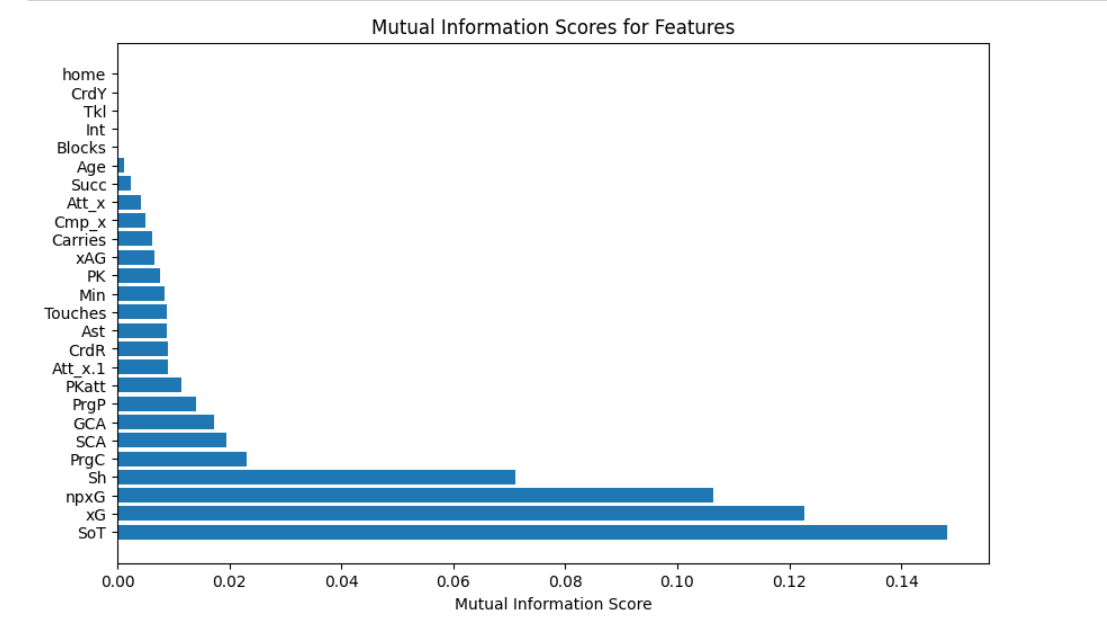 Mutual Information Scores for Features
home
CrdY
Tkl
Int
Blocks
Age
Succ
Att_x
Cmp_x
Carries
xAG
PK
Min
Touches
Ast
CrdR
Att_x.1
PKatt
PrgP
GCA
SCA
PrgC
Sh
npxG
xG
SoT
0.00 0.02 0.04 0.06 0.08 0.10 0.12 0.14
Mutual Information Score